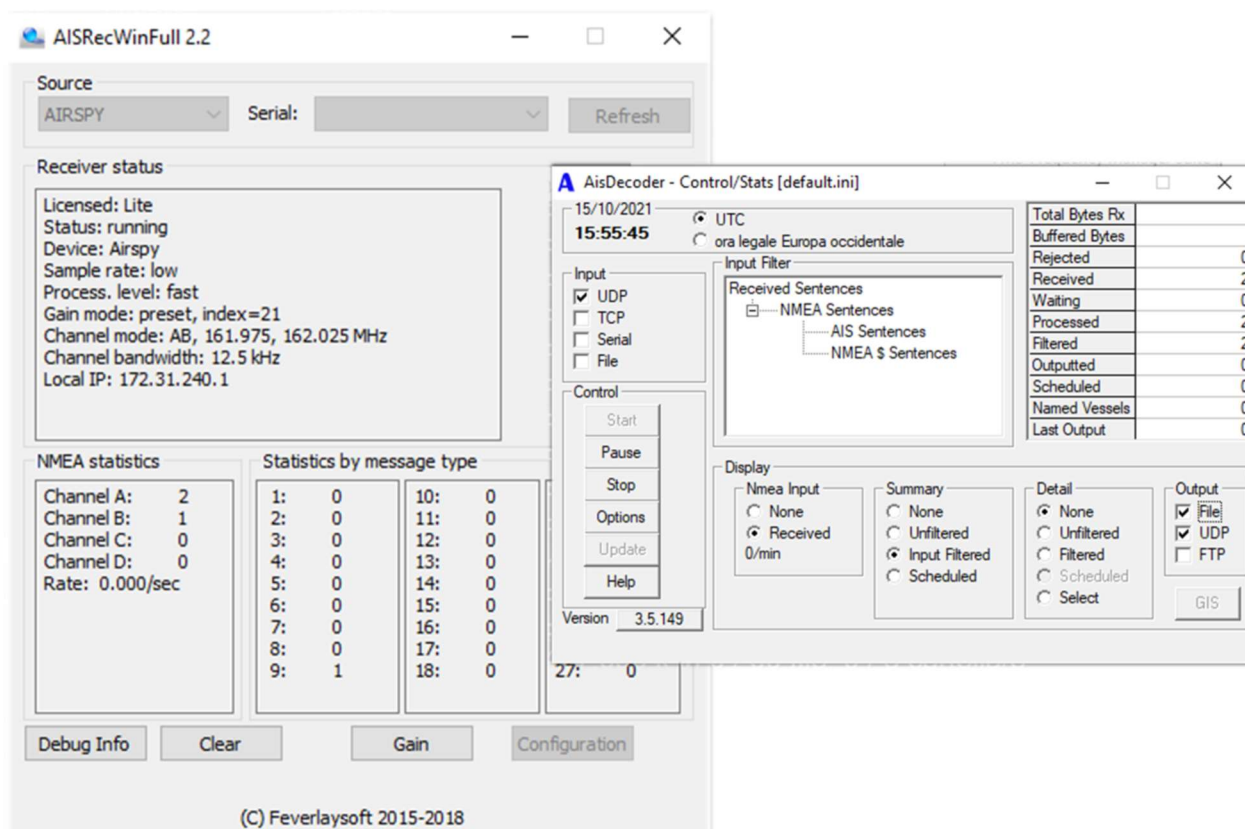 AISRecWinFull 2.2
Source
AIRSPY Serial: Refresh
Receiver status
Licensed: Lite
Status: running
Device: Airspy
Sample rate: low
Process. level: fast
Gain mode: preset, index=21
Channel mode: AB, 161.975, 162.025 MHz
Channel bandwidth: 12.5 kHz
Local IP: 172.31.240.1
NMEA statistics
Channel A: 2
Channel B: 1
Channel C: 0
Channel D: 0
Rate: 0.000/sec
Statistics by message type
1: 0
2: 0
3: 0
4: 0
5: 0
6: 0
7: 0
8: 0
9: 1
10: 0
11: 0
12: 0
13: 0
14: 0
15: 0
16: 0
17: 0
18: 0
27: 0
Debug Info Clear Gain Configuration
(C) Feverlaysoft 2015-2018
AisDecoder - Control/Stats [default.ini]
15/10/2021
15:55:45
UTC
ora legale Europa occidentale
Input
UDP
TCP
Serial
File
Input Filter
Received Sentences
NMEA Sentences
AIS Sentences
NMEA $ Sentences
Total Bytes Rx
Buffered Bytes
Rejected 0
Received 2
Waiting 0
Processed 2
Filtered 2
Outputted 0
Scheduled 0
Named Vessels 0
Last Output 0
Control
Start
Pause
Stop
Options
Update
Help
Version 3.5.149
Display
Nmea Input
None
Received
0/min
Summary
None
Unfiltered
Input Filtered
Scheduled
Detail
None
Unfiltered
Filtered
Scheduled
Select
Output
File
UDP
FTP
GIS